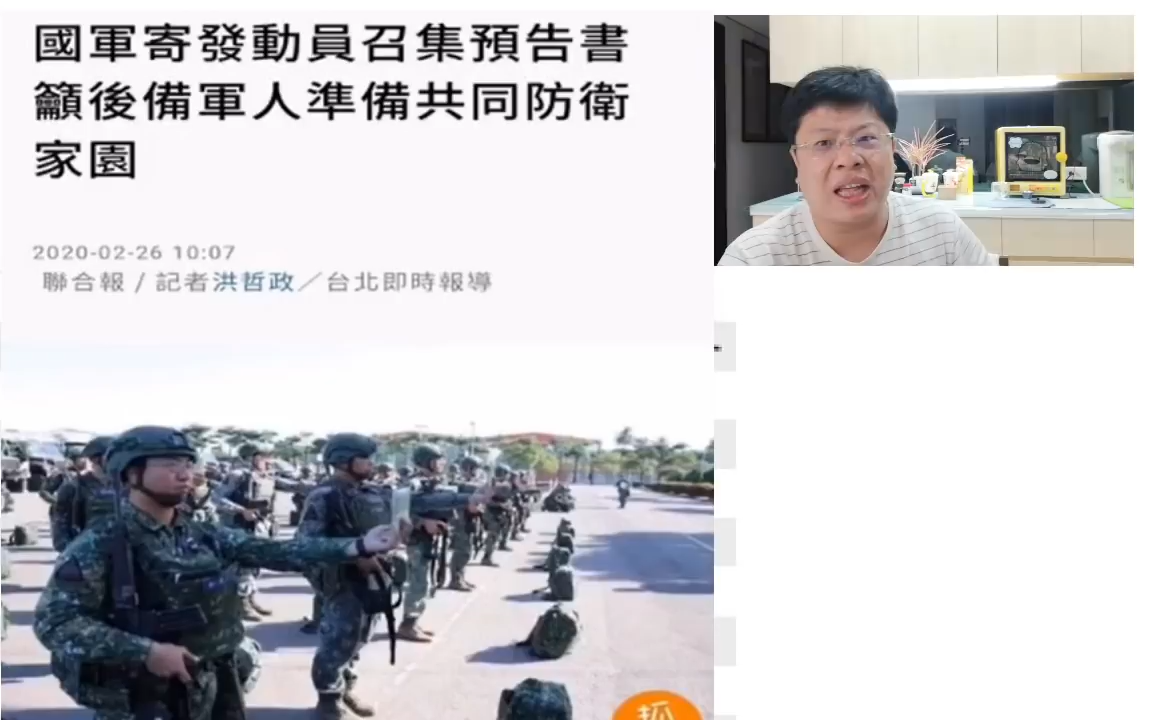 國軍寄發動員召集預告書
籲後備軍人準備共同防衛
家園
2020-02-26 10:07
聯合報 / 記者洪哲政／台北即時報導